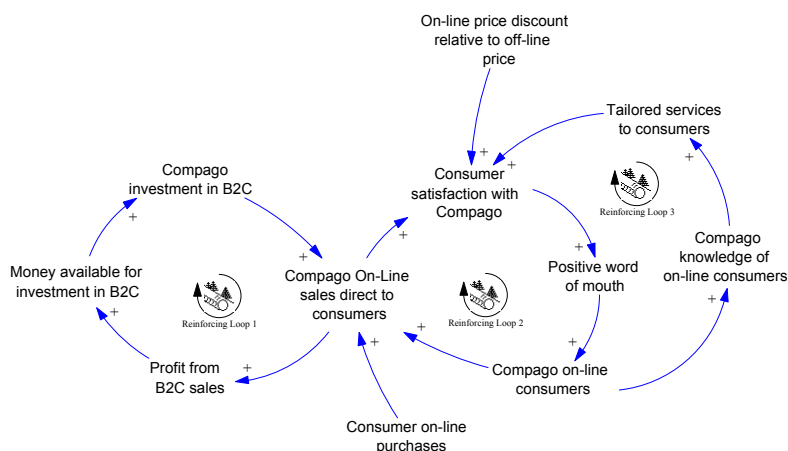 On-line price discount
relative to off-line
price
Tailored services
to consumers
+
+
+
Compago
investment in B2C
Consumer
satisfaction with
Compago
Reinforcing Loop 3
+
+
+
+
Compago
knowledge of
on-line consumers
Money available for
investment in B2C
Compago On-Line
sales direct to
consumers
Positive word
of mouth
Reinforcing Loop 1
Reinforcing Loop 2
+
+
+
+
+
+
Profit from
B2C sales
Compago on-line
consumers
Consumer on-line
purchases